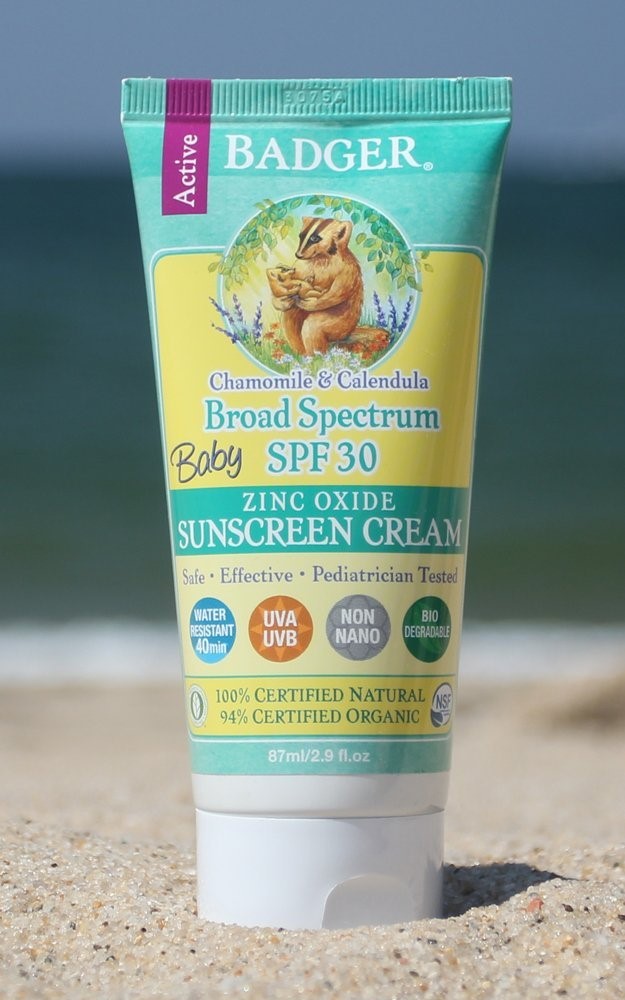 3075A
Active
BADGER®
Chamomile & Calendula
Broad Spectrum
Baby SPF 30
ZINC OXIDE
SUNSCREEN CREAM
Safe • Effective • Pediatrician Tested
WATER
RESISTANT
40min
UVA
UVB
NON
NANO
BIO
DEGRADABLE
100% CERTIFIED NATURAL
94% CERTIFIED ORGANIC
NSF
87ml/2.9 fl.oz